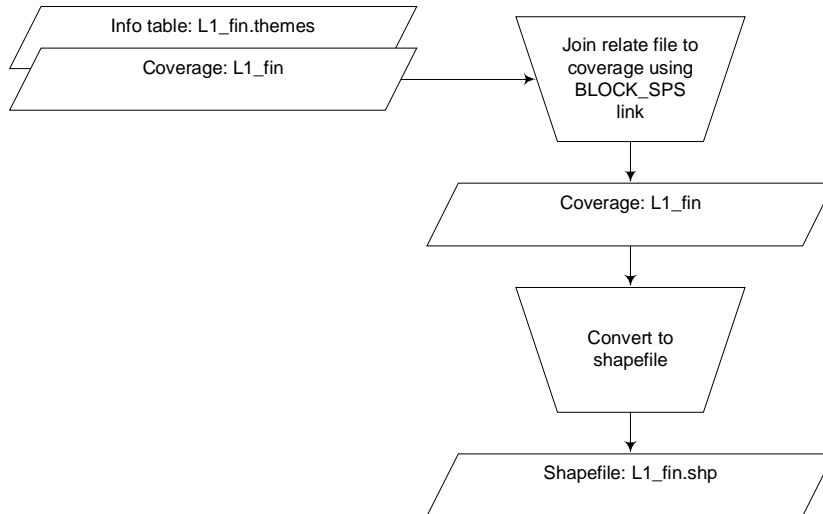 Info table: L1_fin.themes
Coverage: L1_fin
Join relate file to
coverage using
BLOCK_SPS
link
Coverage: L1_fin
Convert to
shapefile
Shapefile: L1_fin.shp